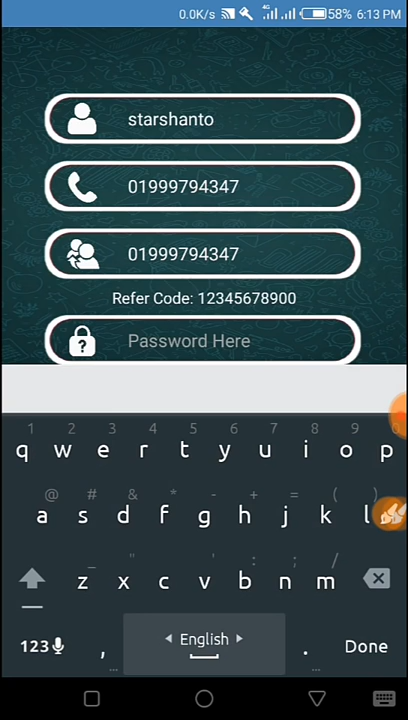 0.0K/s 58% 6:13 PM
starshanto
01999794347
01999794347
Refer Code: 12345678900
Password Here
1 2 3 4 5 6 7 8 9 0
q w e r t y u i o p
@ # & * - + = ( )
a s d f g h j k l
_ " ' : ; /
z x c v b n m
123 , English . Done